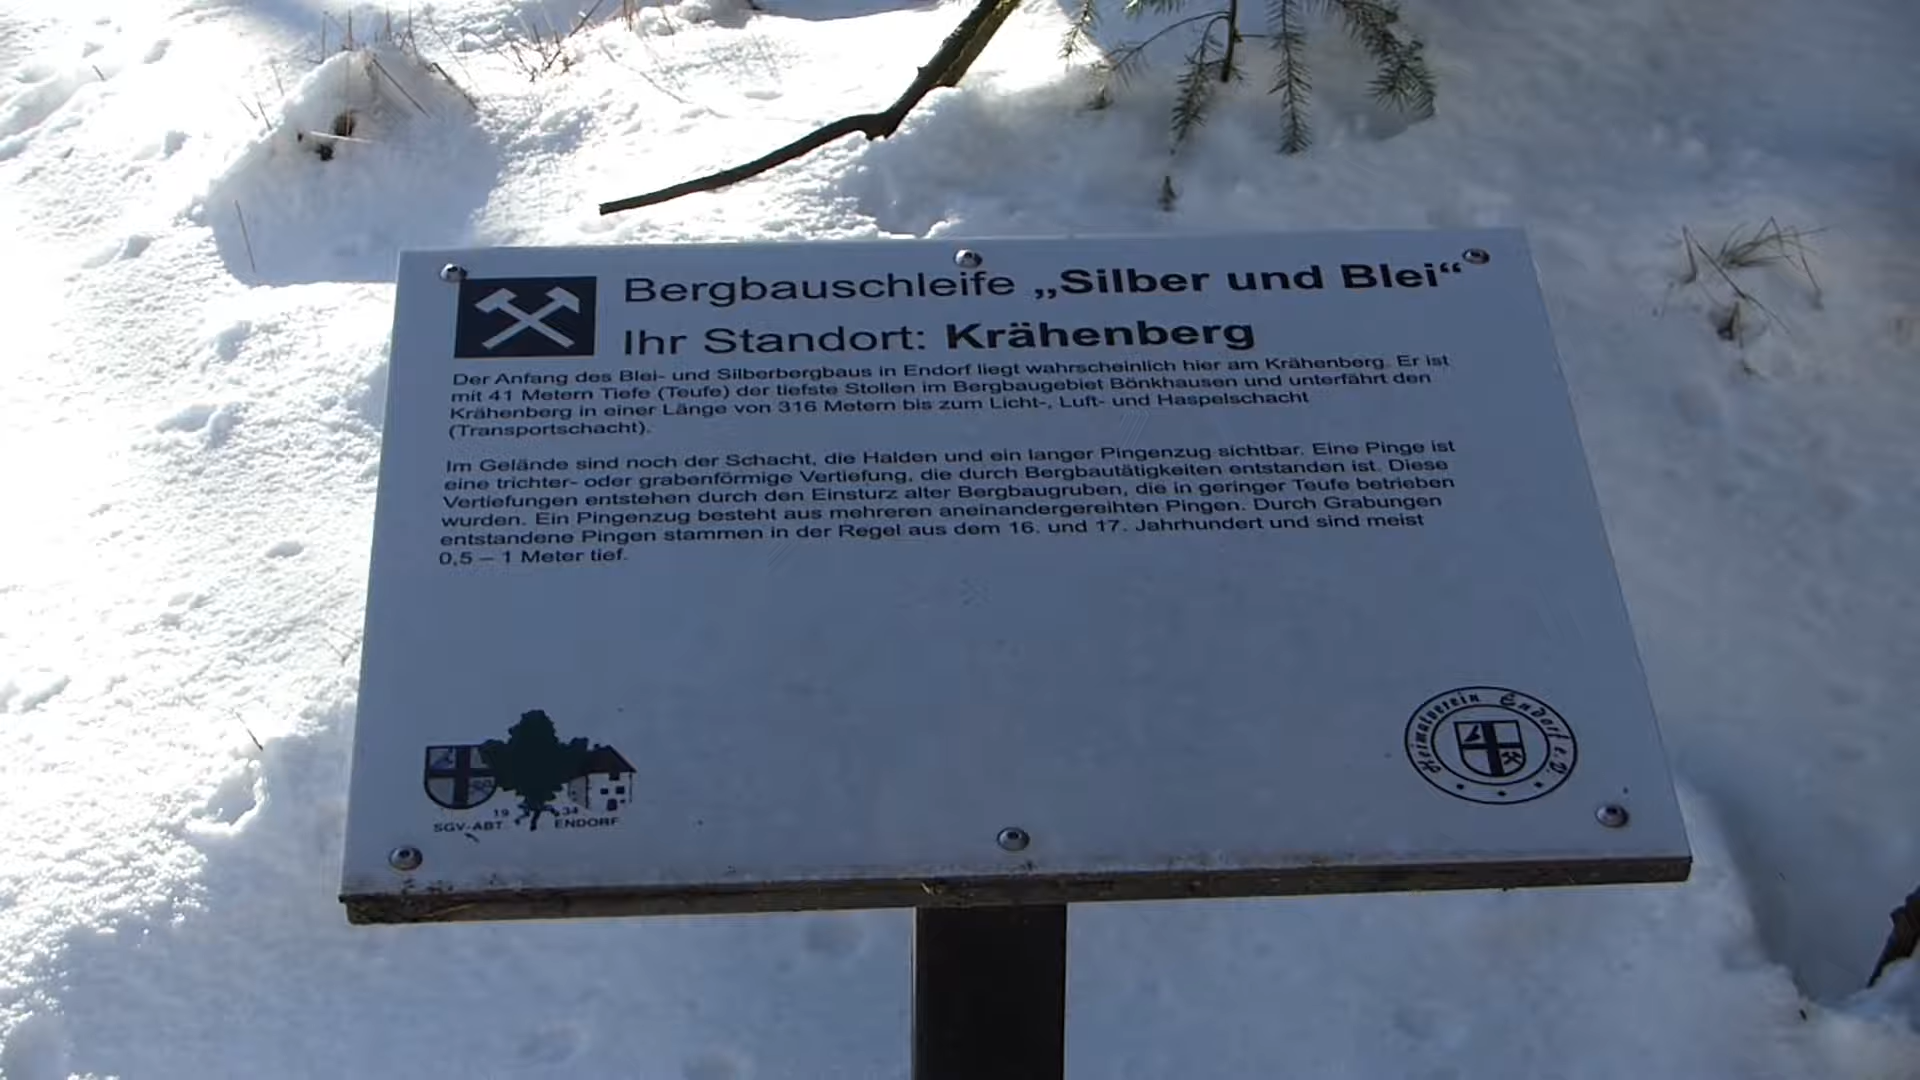 Bergbauschleife „Silber und Blei“
Ihr Standort: Krähenberg
Der Anfang des Blei- und Silberbergbaus in Endorf liegt wahrscheinlich hier am Krähenberg. Er ist
mit 41 Metern Tiefe (Teufe) der tiefste Stollen im Bergbaugebiet Bönkhausen und unterfährt den
Krähenberg in einer Länge von 316 Metern bis zum Licht-, Luft- und Haspelschacht
(Transportschacht).
Im Gelände sind noch der Schacht, die Halden und ein langer Pingenzug sichtbar. Eine Pinge ist
eine trichter- oder grabenförmige Vertiefung, die durch Bergbautätigkeiten entstanden ist. Diese
Vertiefungen entstehen durch den Einsturz alter Bergbaugruben, die in geringer Teufe betrieben
wurden. Ein Pingenzug besteht aus mehreren aneinandergereihten Pingen. Durch Grabungen
entstandene Pingen stammen in der Regel aus dem 16. und 17. Jahrhundert und sind meist
0,5 – 1 Meter tief.
19 34
SGV-ABT. ENDORF
Heimatverein Endorf e.V.